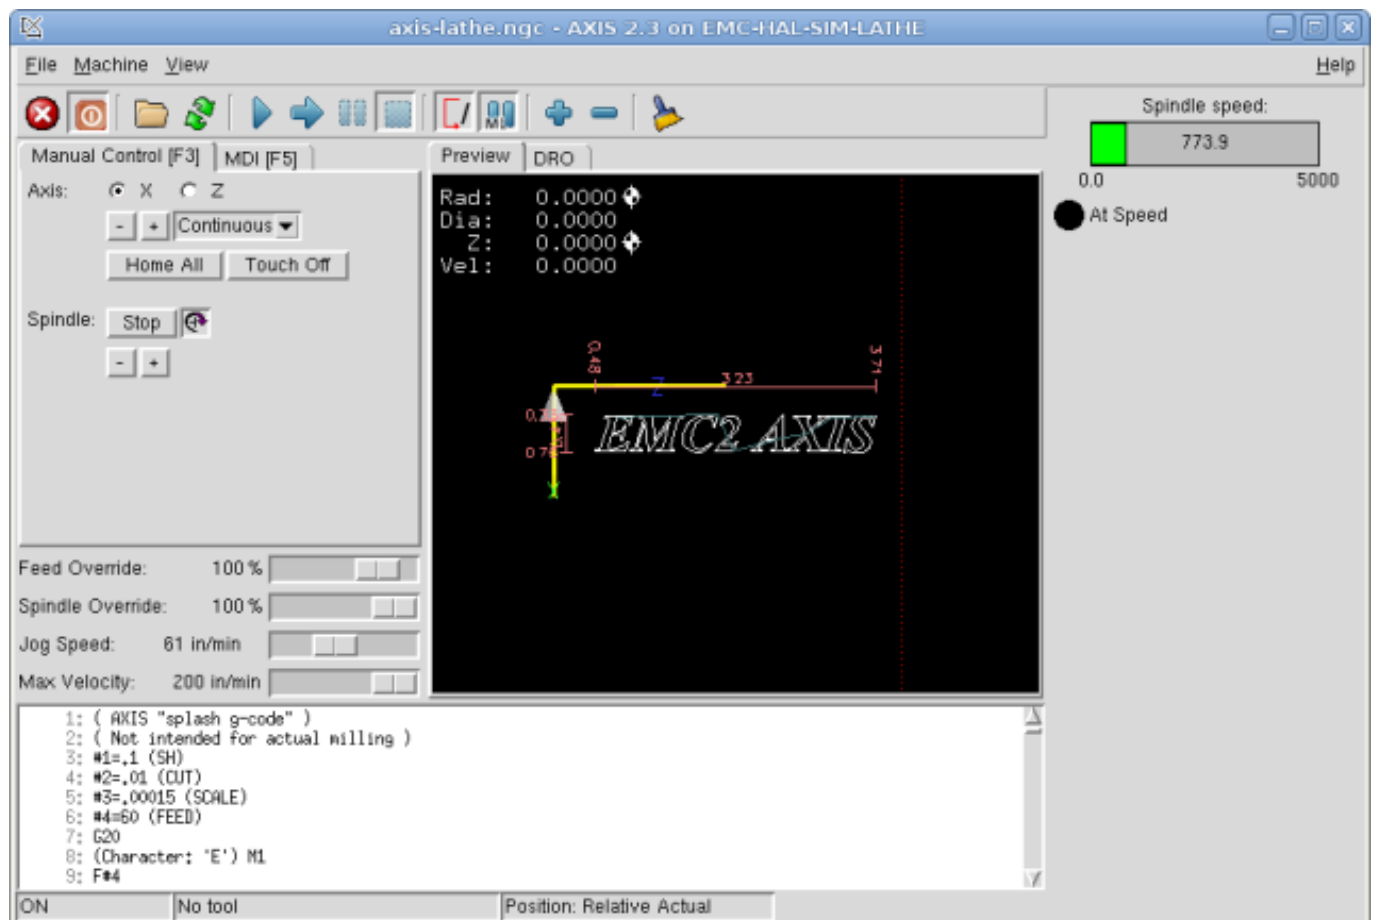 axis-lathe.ngc - AXIS 2.3 on EMC-HAL-SIM-LATHE
File Machine View Help
Manual Control [F3] MDI [F5]
Preview DRO
Spindle speed:
773.9
0.0 5000
At Speed
Axis: X Z
- + Continuous
Home All Touch Off
Spindle: Stop
- +
Rad: 0.0000
Dia: 0.0000
Z: 0.0000
Vel: 0.0000
0.48
3.71
Z
3.23
EMC2 AXIS
X
Feed Override: 100 %
Spindle Override: 100 %
Jog Speed: 61 in/min
Max Velocity: 200 in/min
1: ( AXIS "splash g-code" )
2: ( Not intended for actual milling )
3: #1=.1 (SH)
4: #2=.01 (CUT)
5: #3=.00015 (SCALE)
6: #4=60 (FEED)
7: G20
8: (Character: 'E') M1
9: F#4
ON No tool Position: Relative Actual